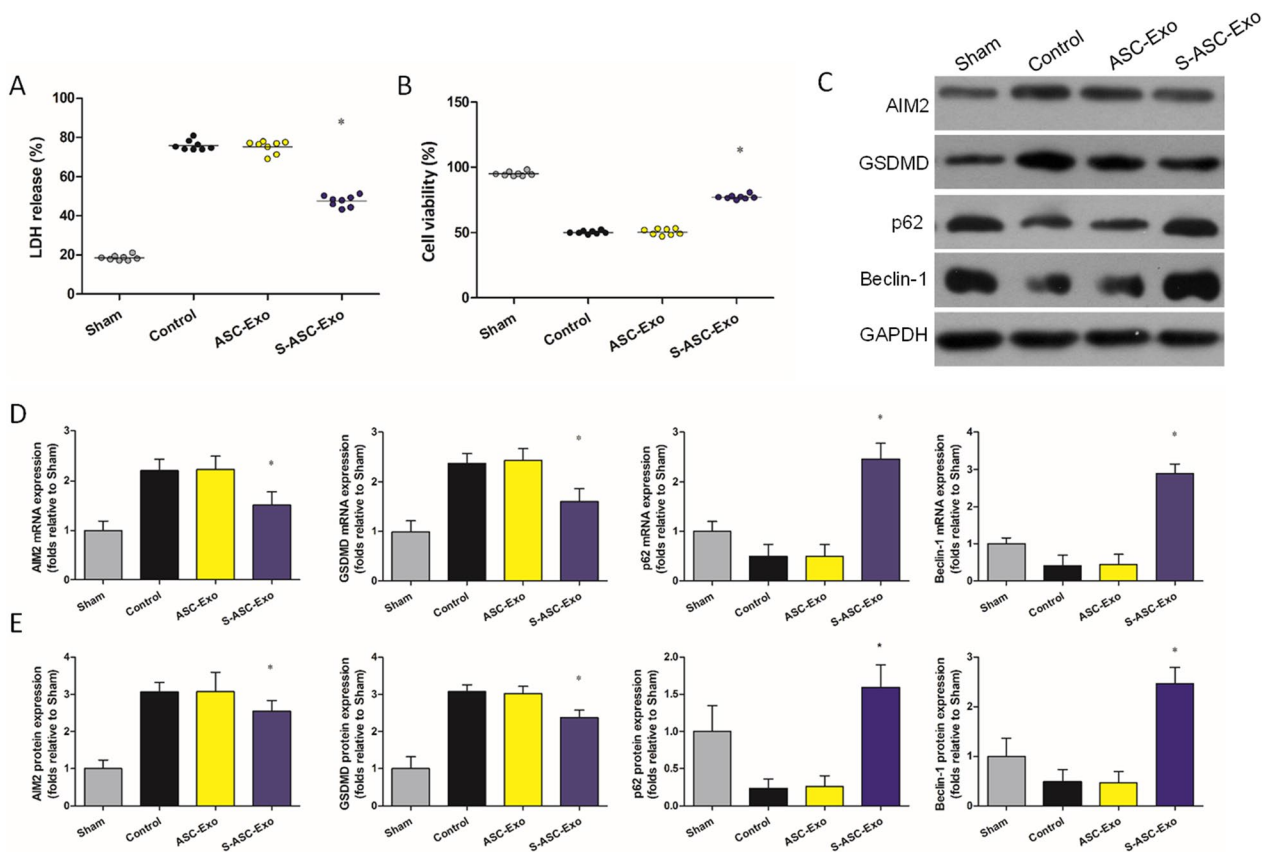 A
LDH release (%)
100
80
60
40
20
0
*
Sham
Control
ASC-Exo
S-ASC-Exo
B
Cell viability (%)
150
100
50
0
*
Sham
Control
ASC-Exo
S-ASC-Exo
C
Sham
Control
ASC-Exo
S-ASC-Exo
AIM2
GSDMD
p62
Beclin-1
GAPDH
D
AIM2 mRNA expression
(folds relative to Sham)
3
2
1
0
*
Sham
Control
ASC-Exo
S-ASC-Exo
GSDMD mRNA expression
(folds relative to Sham)
3
2
1
0
*
Sham
Control
ASC-Exo
S-ASC-Exo
p62 mRNA expression
(folds relative to Sham)
3
2
1
0
*
Sham
Control
ASC-Exo
S-ASC-Exo
Beclin-1 mRNA expression
(folds relative to Sham)
4
3
2
1
0
*
Sham
Control
ASC-Exo
S-ASC-Exo
E
AIM2 protein expression
(folds relative to Sham)
4
3
2
1
0
*
Sham
Control
ASC-Exo
S-ASC-Exo
GSDMD protein expression
(folds relative to Sham)
4
3
2
1
0
*
Sham
Control
ASC-Exo
S-ASC-Exo
p62 protein expression
(folds relative to Sham)
2.0
1.5
1.0
0.5
0.0
*
Sham
Control
ASC-Exo
S-ASC-Exo
Beclin-1 protein expression
(folds relative to Sham)
3
2
1
0
*
Sham
Control
ASC-Exo
S-ASC-Exo